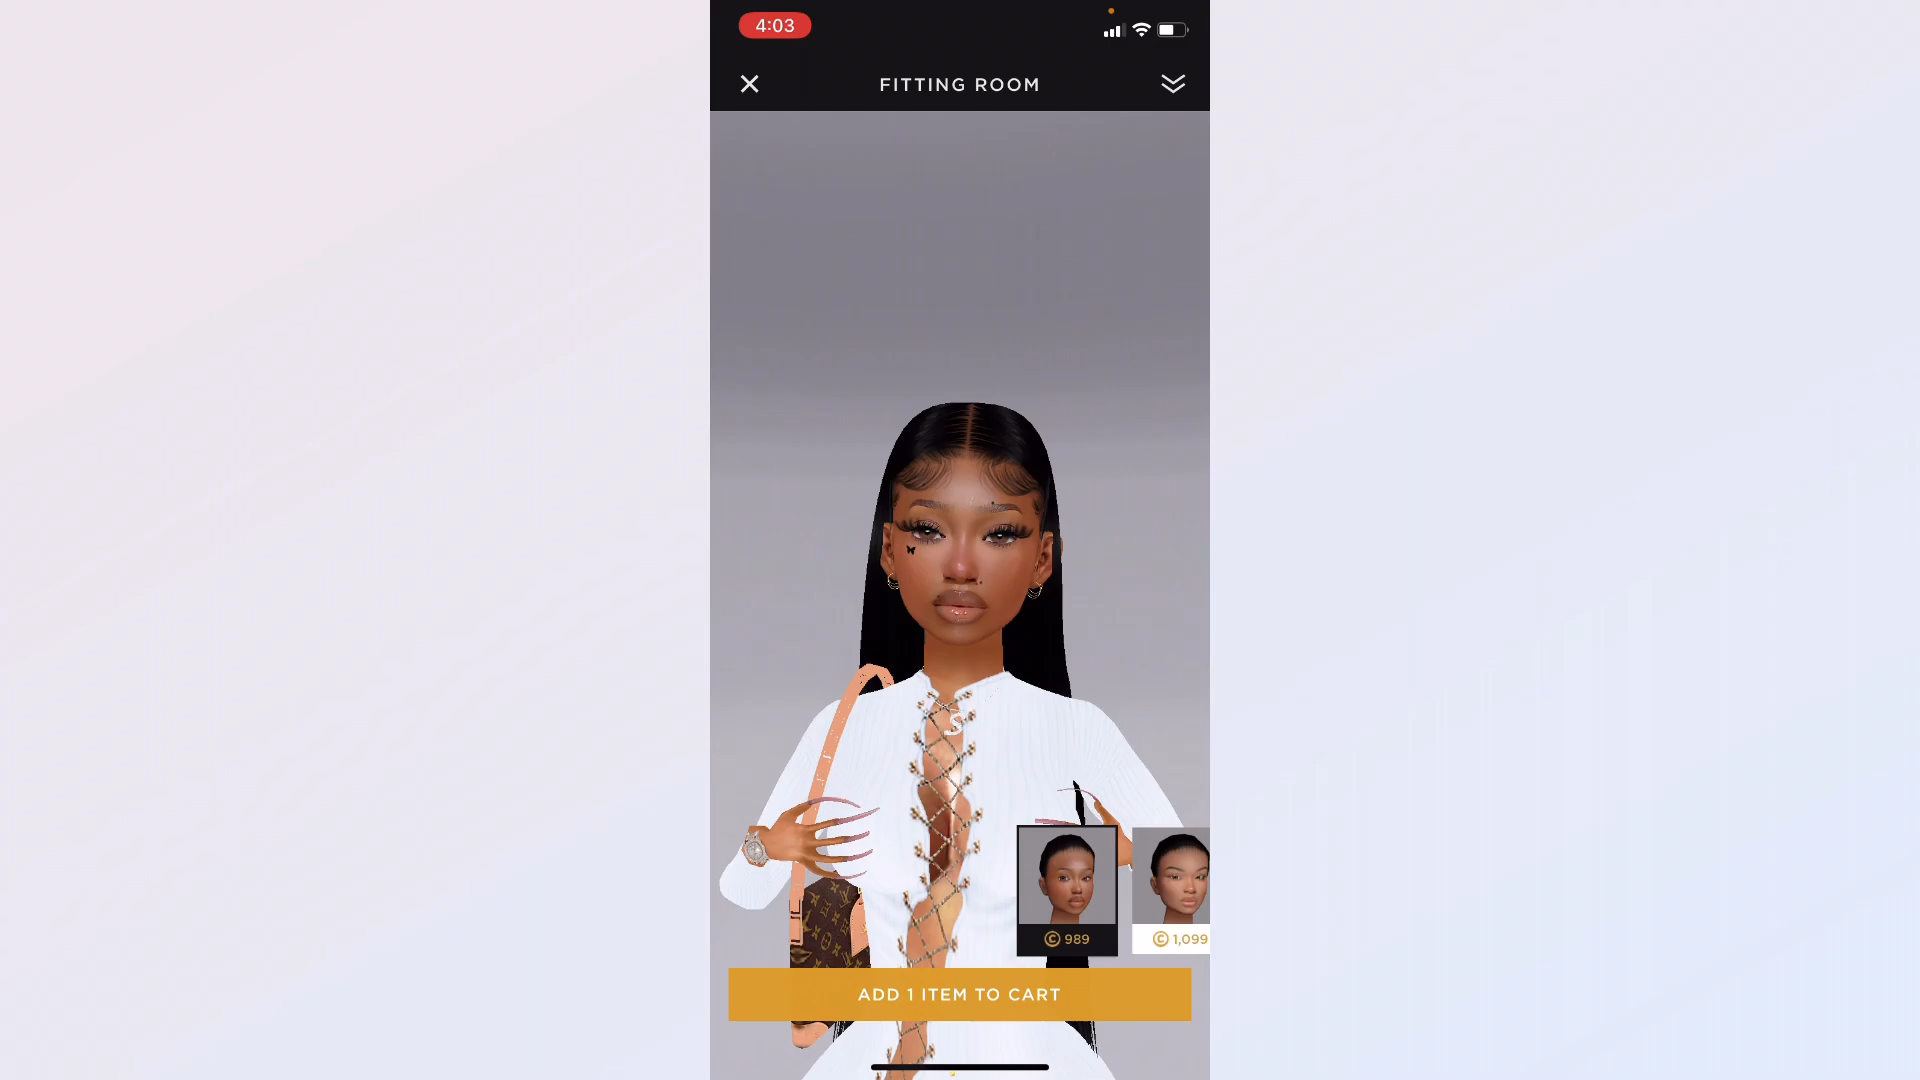 4:03
FITTING ROOM
S
989
1,099
ADD 1 ITEM TO CART